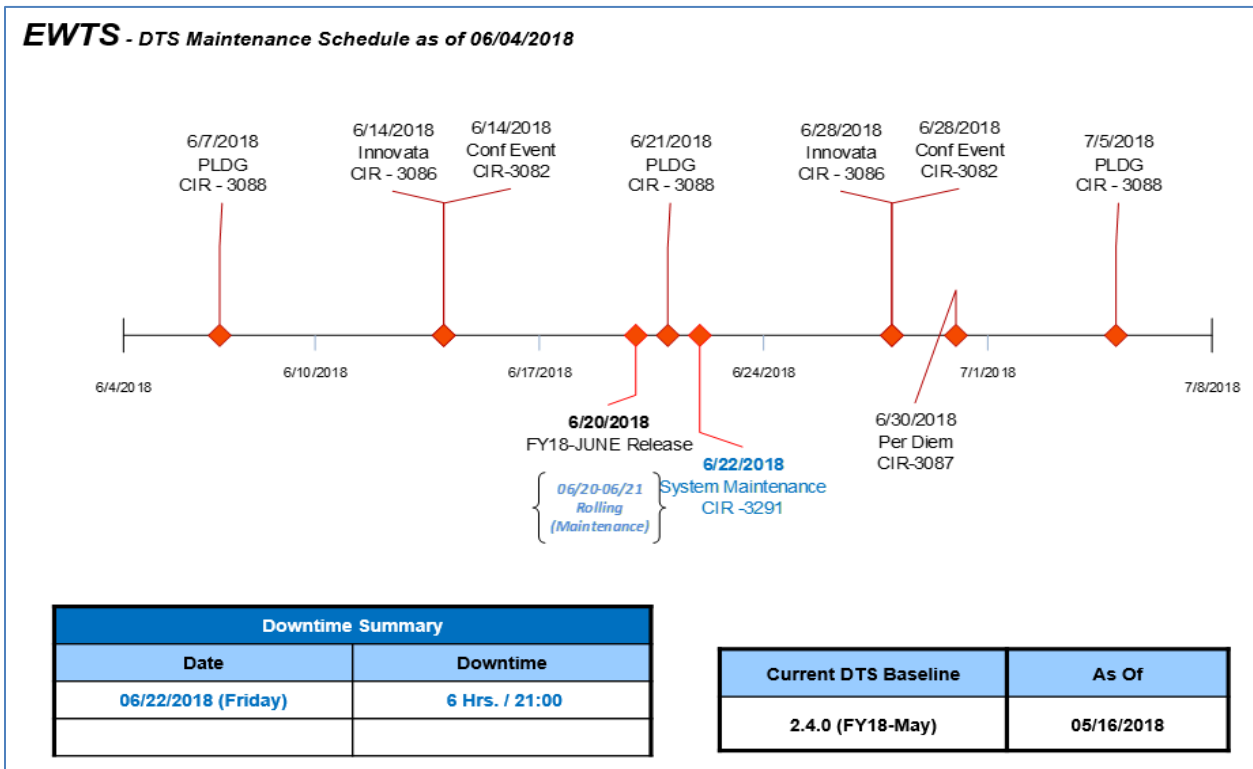 EWTS - DTS Maintenance Schedule as of 06/04/2018
6/7/2018
PLDG
CIR - 3088
6/14/2018
Innovata
CIR - 3086
6/14/2018
Conf Event
CIR-3082
6/21/2018
PLDG
CIR - 3088
6/28/2018
Innovata
CIR - 3086
6/28/2018
Conf Event
CIR-3082
7/5/2018
PLDG
CIR - 3088
6/4/2018
6/10/2018
6/17/2018
6/24/2018
7/1/2018
7/8/2018
6/20/2018
FY18-JUNE Release
06/20-06/21
Rolling
(Maintenance)
6/22/2018
System Maintenance
CIR -3291
6/30/2018
Per Diem
CIR-3087
Downtime Summary
Date Downtime
06/22/2018 (Friday) 6 Hrs. / 21:00
Current DTS Baseline As Of
2.4.0 (FY18-May) 05/16/2018